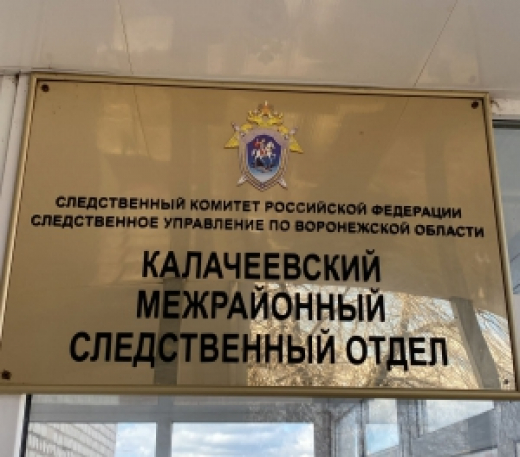 СЛЕДСТВЕННЫЙ КОМИТЕТ РОССИЙСКОЙ ФЕДЕРАЦИИ
СЛЕДСТВЕННОЕ УПРАВЛЕНИЕ ПО ВОРОНЕЖСКОЙ ОБЛАСТИ
КАЛАЧЕЕВСКИЙ
МЕЖРАЙОННЫЙ
СЛЕДСТВЕННЫЙ ОТДЕЛ